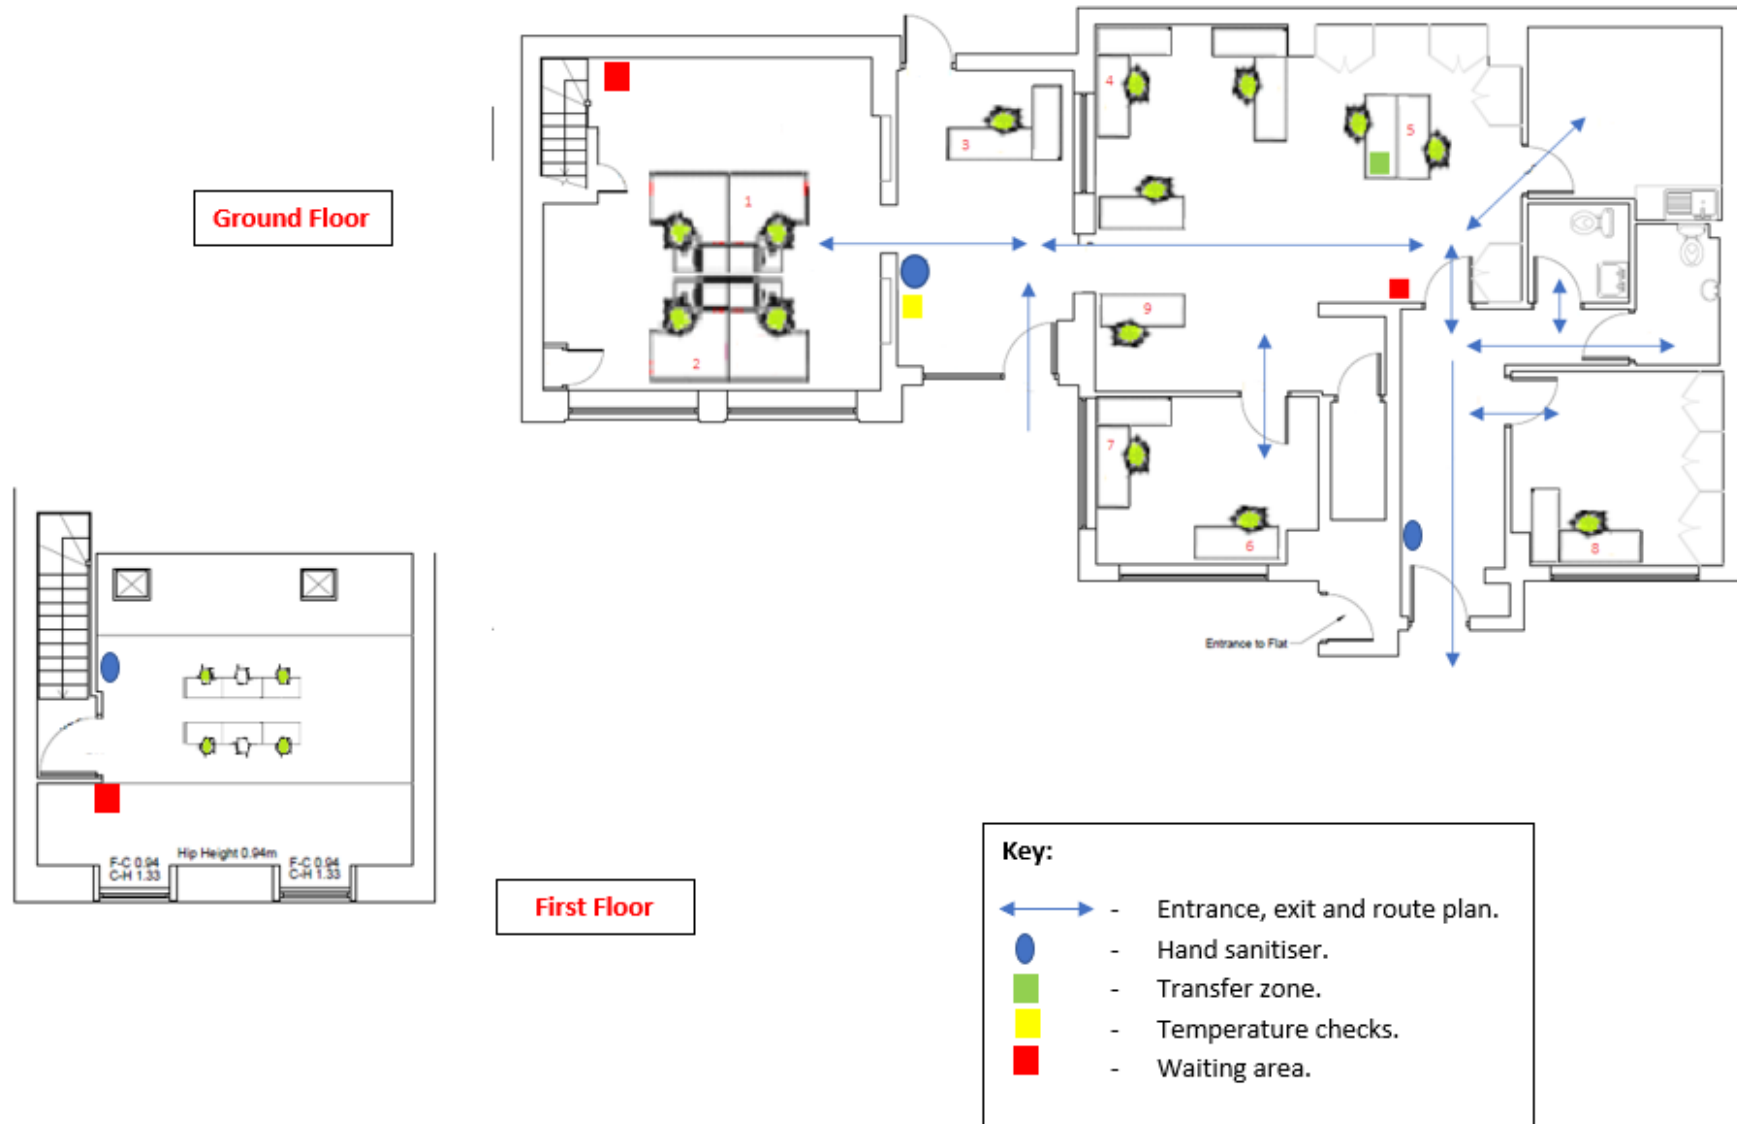 Ground Floor
4
5
3
1
9
2
7
6
8
Entrance to Flat
Hip Height 0.94m
F-C 0.94
C-H 1.33
F-C 0.94
C-H 1.33
First Floor
Key:
- Entrance, exit and route plan.
- Hand sanitiser.
- Transfer zone.
- Temperature checks.
- Waiting area.